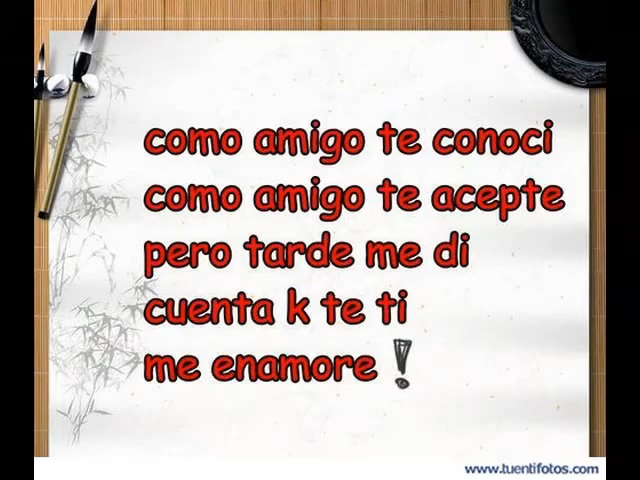 como amigo te conoci
como amigo te acepte
pero tarde me di
cuenta k te ti
me enamore !
www.tuentifotos.com